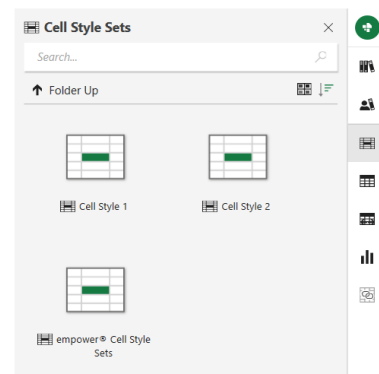 Cell Style Sets
Search...
Folder Up
Cell Style 1
Cell Style 2
empower® Cell Style
Sets